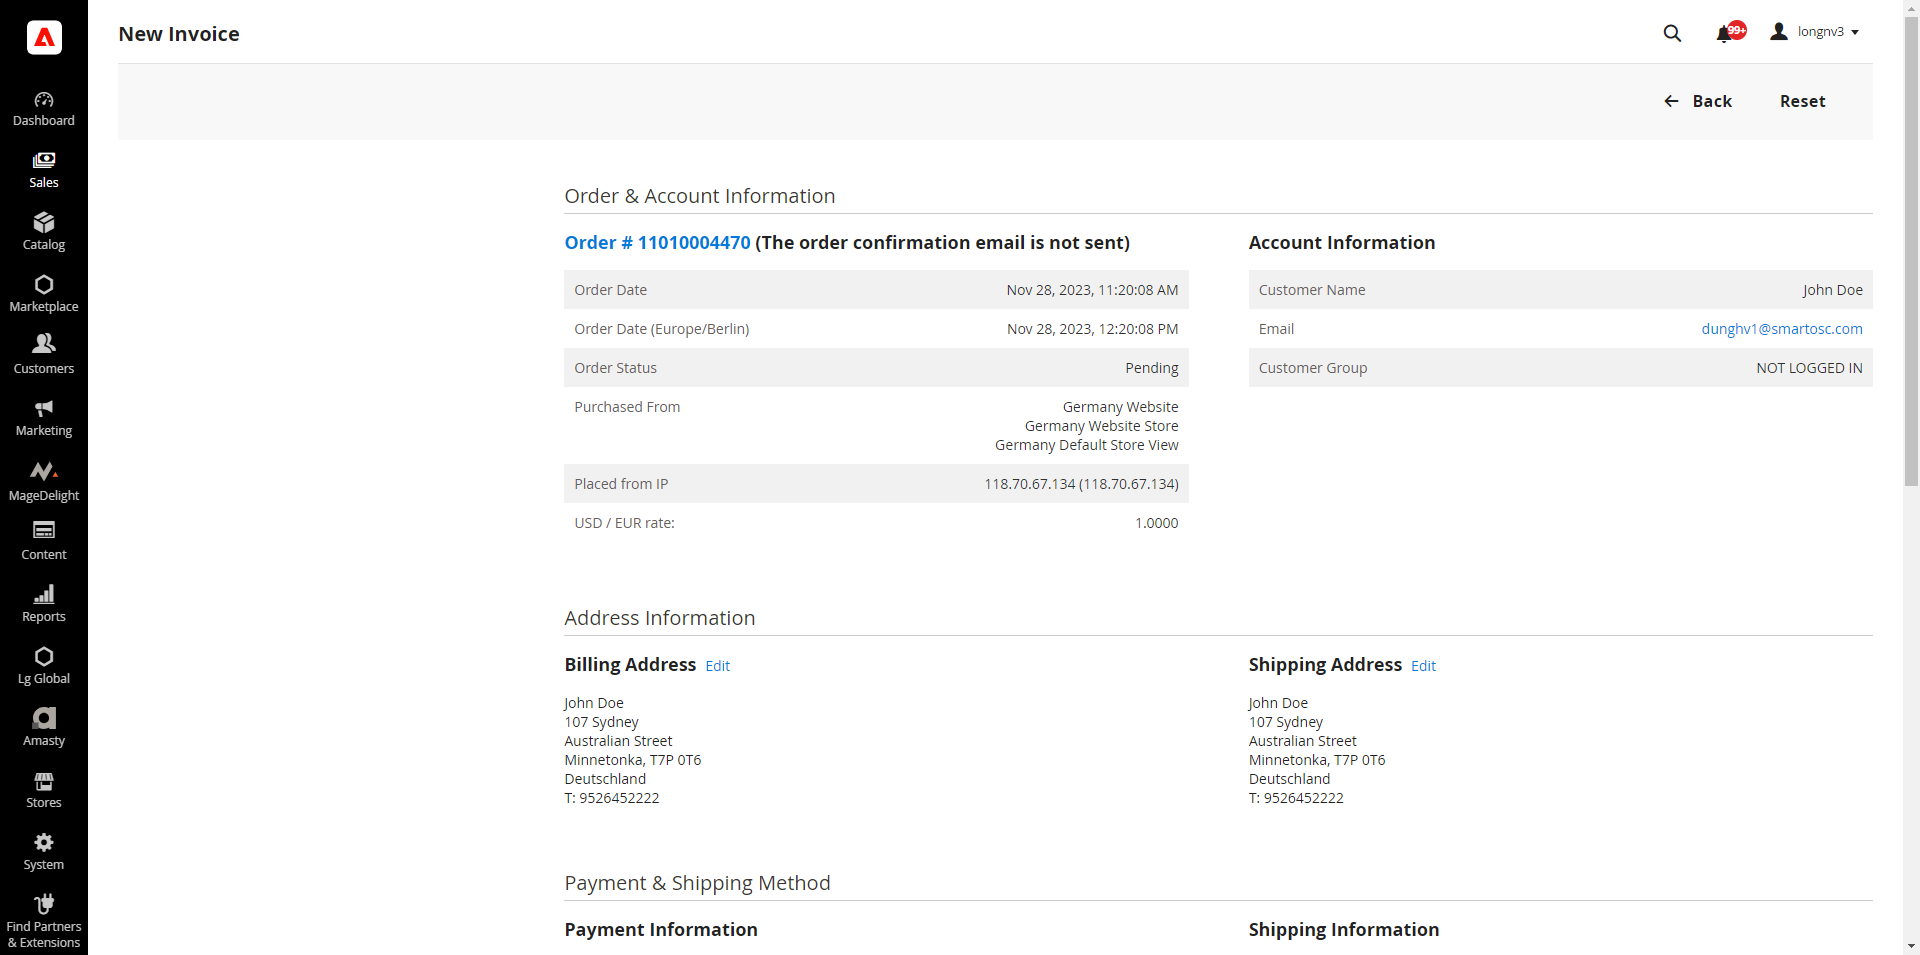 New Invoice
99+
longnv3
Back
Reset
Dashboard
Sales
Catalog
Marketplace
Customers
Marketing
MageDelight
Content
Reports
Lg Global
Amasty
Stores
System
Find Partners
& Extensions
Order & Account Information
Order # 11010004470 (The order confirmation email is not sent)
Order Date Nov 28, 2023, 11:20:08 AM
Order Date (Europe/Berlin) Nov 28, 2023, 12:20:08 PM
Order Status Pending
Purchased From Germany Website
Germany Website Store
Germany Default Store View
Placed from IP 118.70.67.134 (118.70.67.134)
USD / EUR rate: 1.0000
Account Information
Customer Name John Doe
Email dunghv1@smartosc.com
Customer Group NOT LOGGED IN
Address Information
Billing Address Edit
John Doe
107 Sydney
Australian Street
Minnetonka, T7P 0T6
Deutschland
T: 9526452222
Shipping Address Edit
John Doe
107 Sydney
Australian Street
Minnetonka, T7P 0T6
Deutschland
T: 9526452222
Payment & Shipping Method
Payment Information
Shipping Information